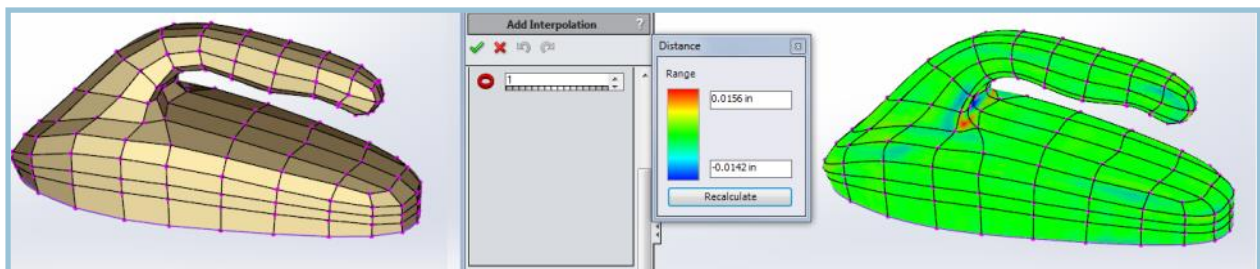 Add Interpolation
?
1
Distance
Range
0.0156 in
-0.0142 in
Recalculate